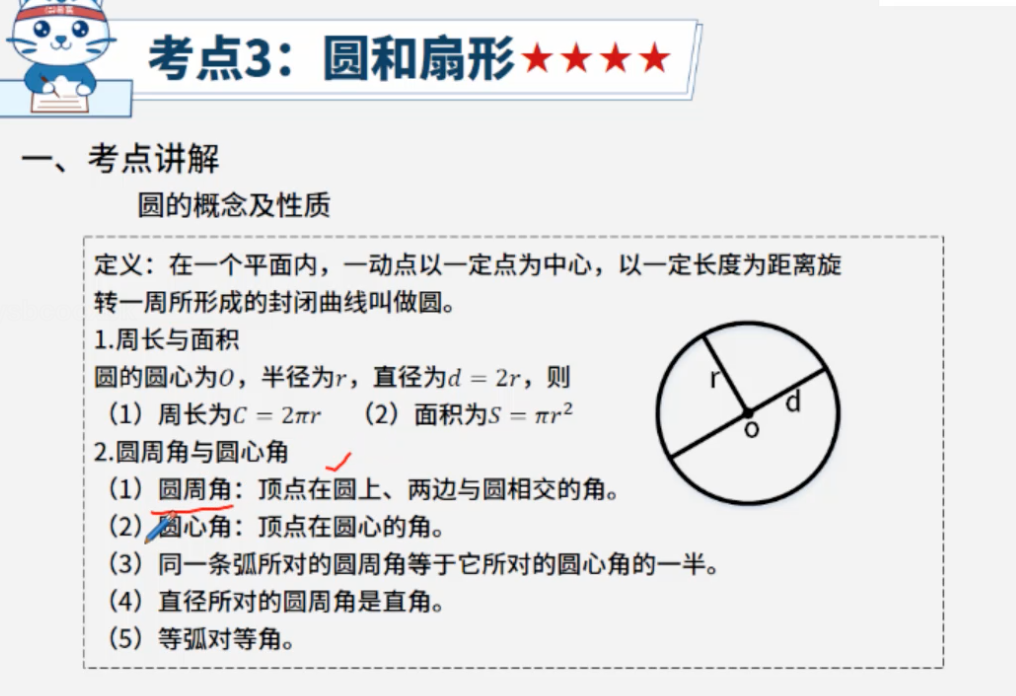 考点3：圆和扇形★★★★
一、考点讲解
圆的概念及性质
定义：在一个平面内，一动点以一定点为中心，以一定长度为距离旋
转一周所形成的封闭曲线叫做圆。
1.周长与面积
圆的圆心为O，半径为r，直径为d = 2r，则
（1）周长为C = 2πr （2）面积为S = πr²
2.圆周角与圆心角
（1）圆周角：顶点在圆上、两边与圆相交的角。
（2）圆心角：顶点在圆心的角。
（3）同一条弧所对的圆周角等于它所对的圆心角的一半。
（4）直径所对的圆周角是直角。
（5）等弧对等角。
r
d
o